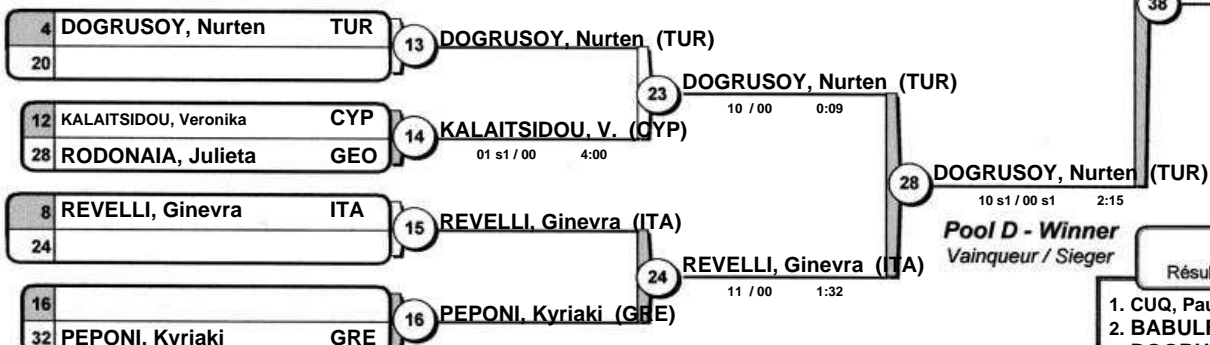 38
4 DOGRUSOY, Nurten TUR
20
13 DOGRUSOY, Nurten (TUR)
23 DOGRUSOY, Nurten (TUR)
10 / 00 0:09
12 KALAITSIDOU, Veronika CYP
28 RODONAIA, Julieta GEO
14 KALAITSIDOU, V. (CYP)
01 s1 / 00 4:00
28 DOGRUSOY, Nurten (TUR)
10 s1 / 00 s1 2:15
8 REVELLI, Ginevra ITA
24
15 REVELLI, Ginevra (ITA)
Pool D - Winner
Vainqueur / Sieger
24 REVELLI, Ginevra (ITA)
11 / 00 1:32
16
32 PEPONI, Kyriaki GRE
16 PEPONI, Kyriaki (GRE)
1. CUQ,
2.